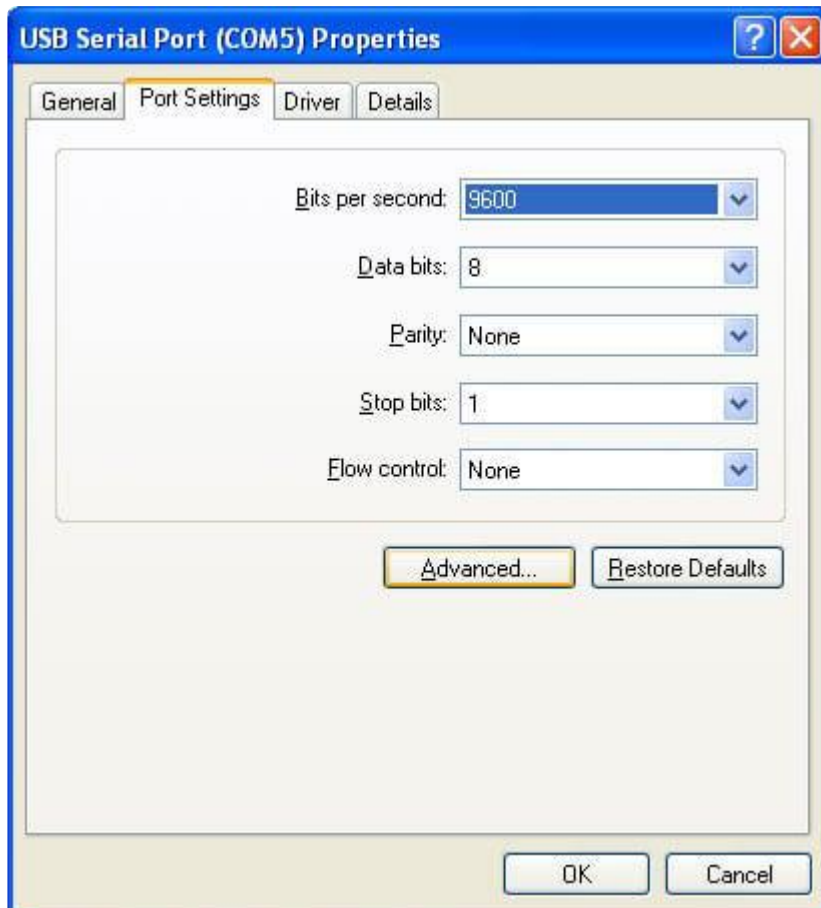 USB Serial Port (COM5) Properties
General Port Settings Driver Details
Bits per second: 9600
Data bits: 8
Parity: None
Stop bits: 1
Flow control: None
Advanced... Restore Defaults
OK Cancel